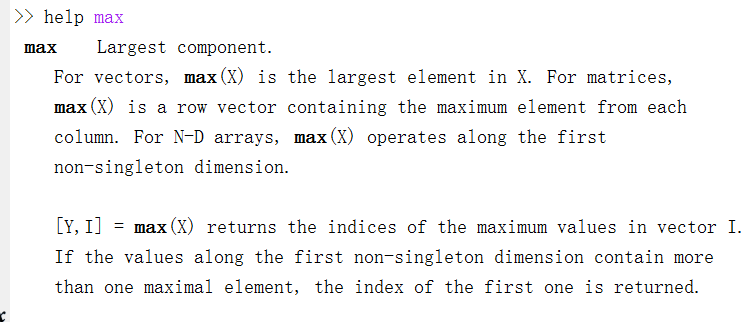 >> help max
max Largest component.
For vectors, max(X) is the largest element in X. For matrices,
max(X) is a row vector containing the maximum element from each
column. For N-D arrays, max(X) operates along the first
non-singleton dimension.
[Y,I] = max(X) returns the indices of the maximum values in vector I.
If the values along the first non-singleton dimension contain more
than one maximal element, the index of the first one is returned.